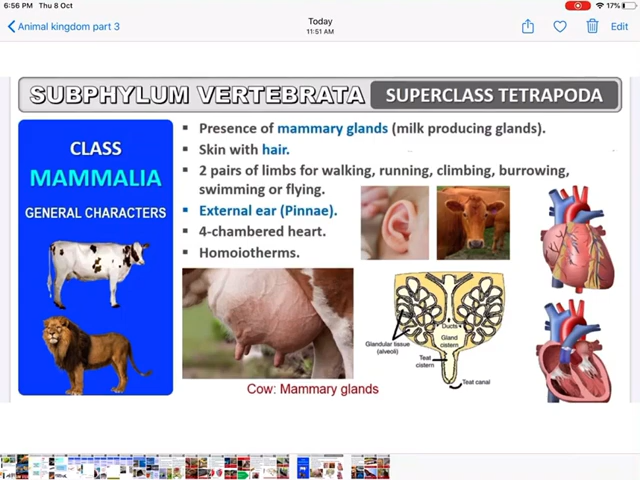 6:56 PM Thu 8 Oct
17%
Animal kingdom part 3
Today
11:51 AM
Edit
SUBPHYLUM VERTEBRATA
SUPERCLASS TETRAPODA
CLASS
MAMMALIA
GENERAL CHARACTERS
▪ Presence of mammary glands (milk producing glands).
▪ Skin with hair.
▪ 2 pairs of limbs for walking, running, climbing, burrowing,
swimming or flying.
▪ External ear (Pinnae).
▪ 4-chambered heart.
▪ Homoiotherms.
Ducts
Glandular tissue
(alveoli)
Gland
cistern
Teat
cistern
Teat canal
Cow: Mammary glands